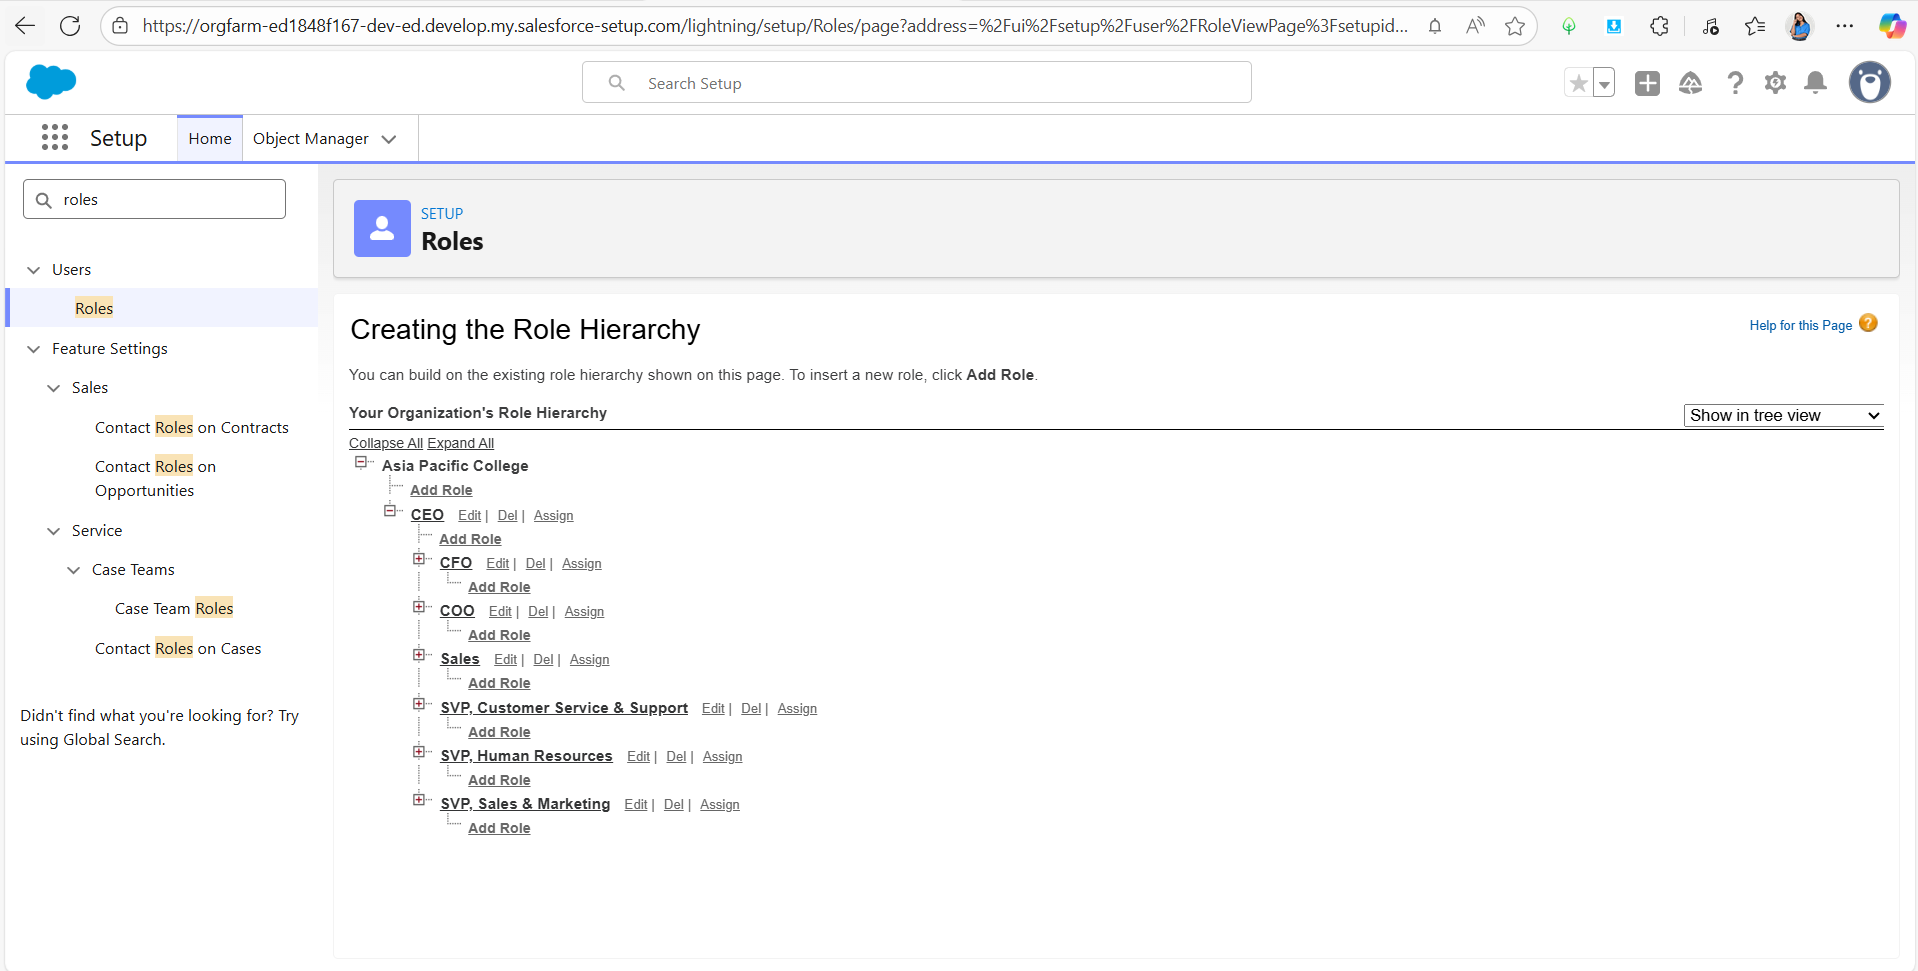 https://orgfarm-ed1848f167-dev-ed.develop.my.salesforce-setup.com/lightning/setup/Roles/page?address=%2Fui%2Fsetup%2Fuser%2FRoleViewPage%3Fsetupid...
Search Setup
Setup
Home
Object Manager
roles
Users
Roles
Feature Settings
Sales
Contact Roles on Contracts
Contact Roles on
Opportunities
Service
Case Teams
Case Team Roles
Contact Roles on Cases
Didn't find what you're looking for? Try
using Global Search.
SETUP
Roles
Creating the Role Hierarchy
Help for this Page ?
You can build on the existing role hierarchy shown on this page. To insert a new role, click Add Role.
Your Organization's Role Hierarchy
Show in tree view
Collapse All Expand All
Asia Pacific College
Add Role
CEO Edit | Del | Assign
Add Role
CFO Edit | Del | Assign
Add Role
COO Edit | Del | Assign
Add Role
Sales Edit | Del | Assign
Add Role
SVP, Customer Service & Support Edit | Del | Assign
Add Role
SVP, Human Resources Edit | Del | Assign
Add Role
SVP, Sales & Marketing Edit | Del | Assign
Add Role